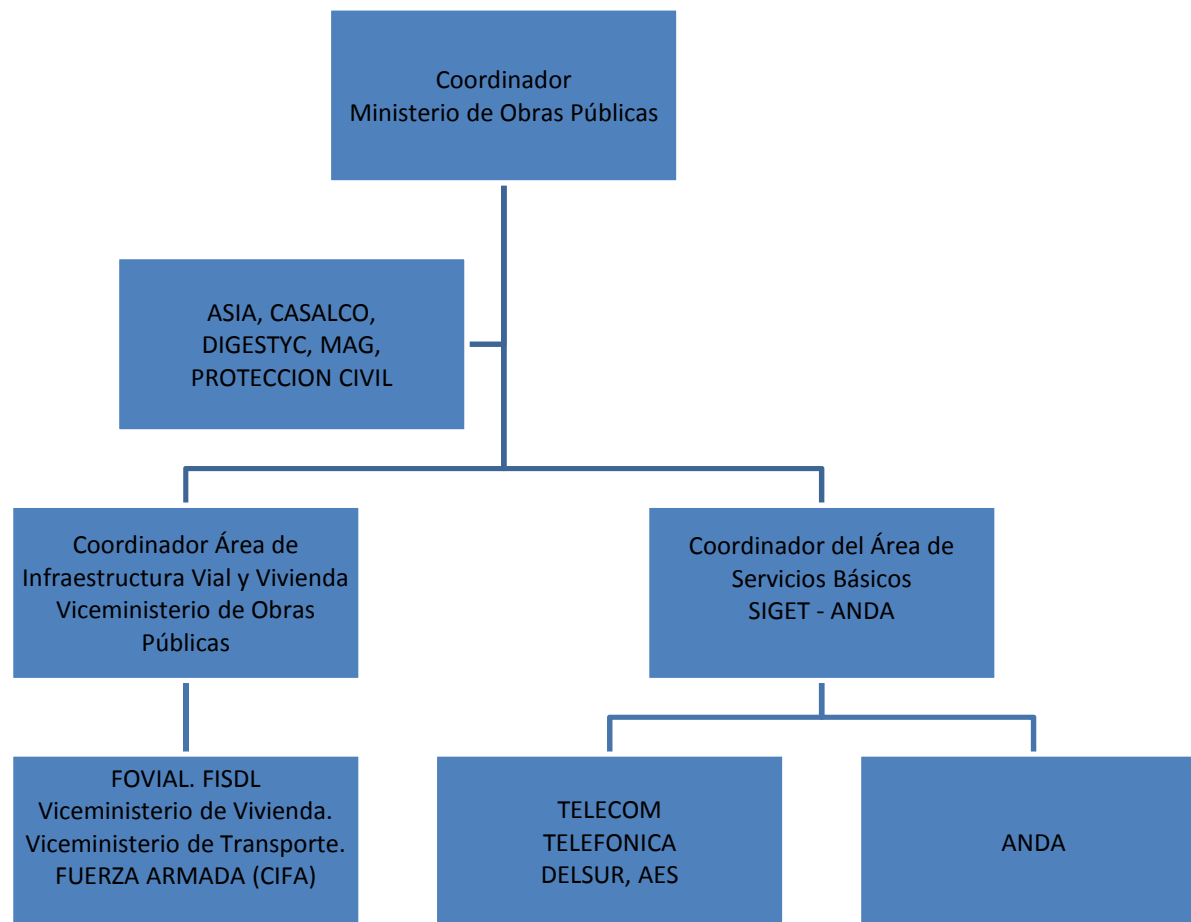 Coordinador
Ministerio de Obras Públicas
ASIA, CASALCO,
DIGESTYC, MAG,
PROTECCION CIVIL
Coordinador Área de
Infraestructura Vial y Vivienda
Viceministerio de Obras
Públicas
Coordinador del Área de
Servicios Básicos
SIGET - ANDA
FOVIAL. FISDL
Viceministerio de Vivienda.
Viceministerio de Transporte.
FUERZA ARMADA (CIFA)
TELECOM
TELEFONICA
DELSUR, AES
ANDA